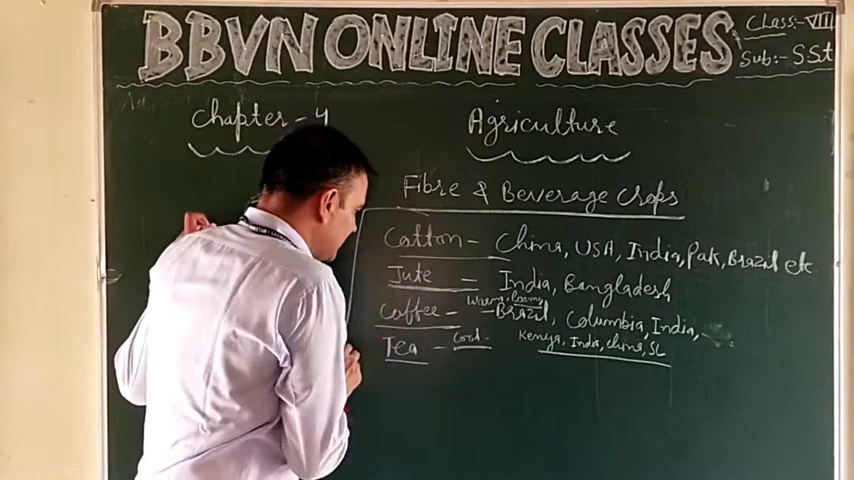 BBVN ONLINE CLASSES
Class:- VIII
Sub:- SSt
Chapter - 4
Agriculture
Fibre & Beverage crops
Cotton - China, USA, India, Pak, Brazil etc
Jute = India, Bangladesh
warm, loamy
Coffee - - Brazil, Columbia, India,
Tea - Cool - Kenya, India, China, SL